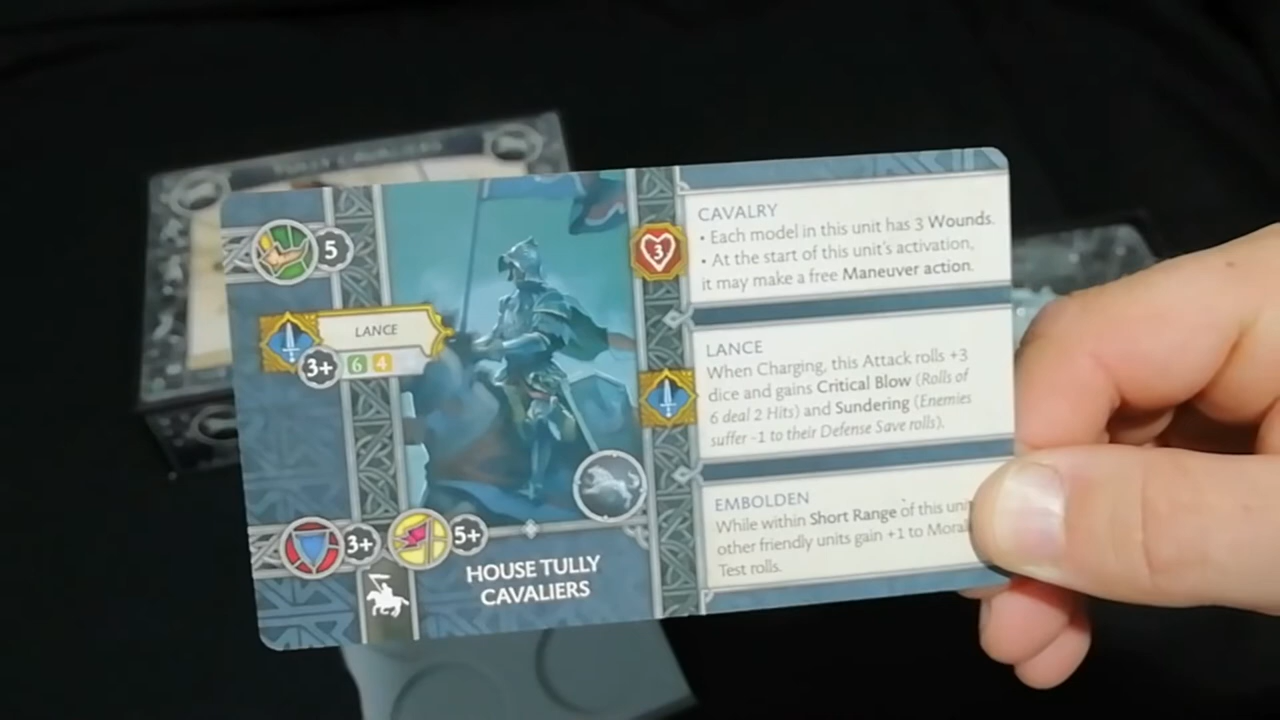 5
LANCE
3+ 6 4
3+ 5+
HOUSE TULLY
CAVALIERS
3
CAVALRY
• Each model in this unit has 3 Wounds.
• At the start of this unit's activation,
it may make a free Maneuver action.
LANCE
When Charging, this Attack rolls +3
dice and gains Critical Blow (Rolls of
6 deal 2 Hits) and Sundering (Enemies
suffer -1 to their Defense Save rolls).
EMBOLDEN
While within Short Range of this
other friendly units gain +1 to
Test rolls.